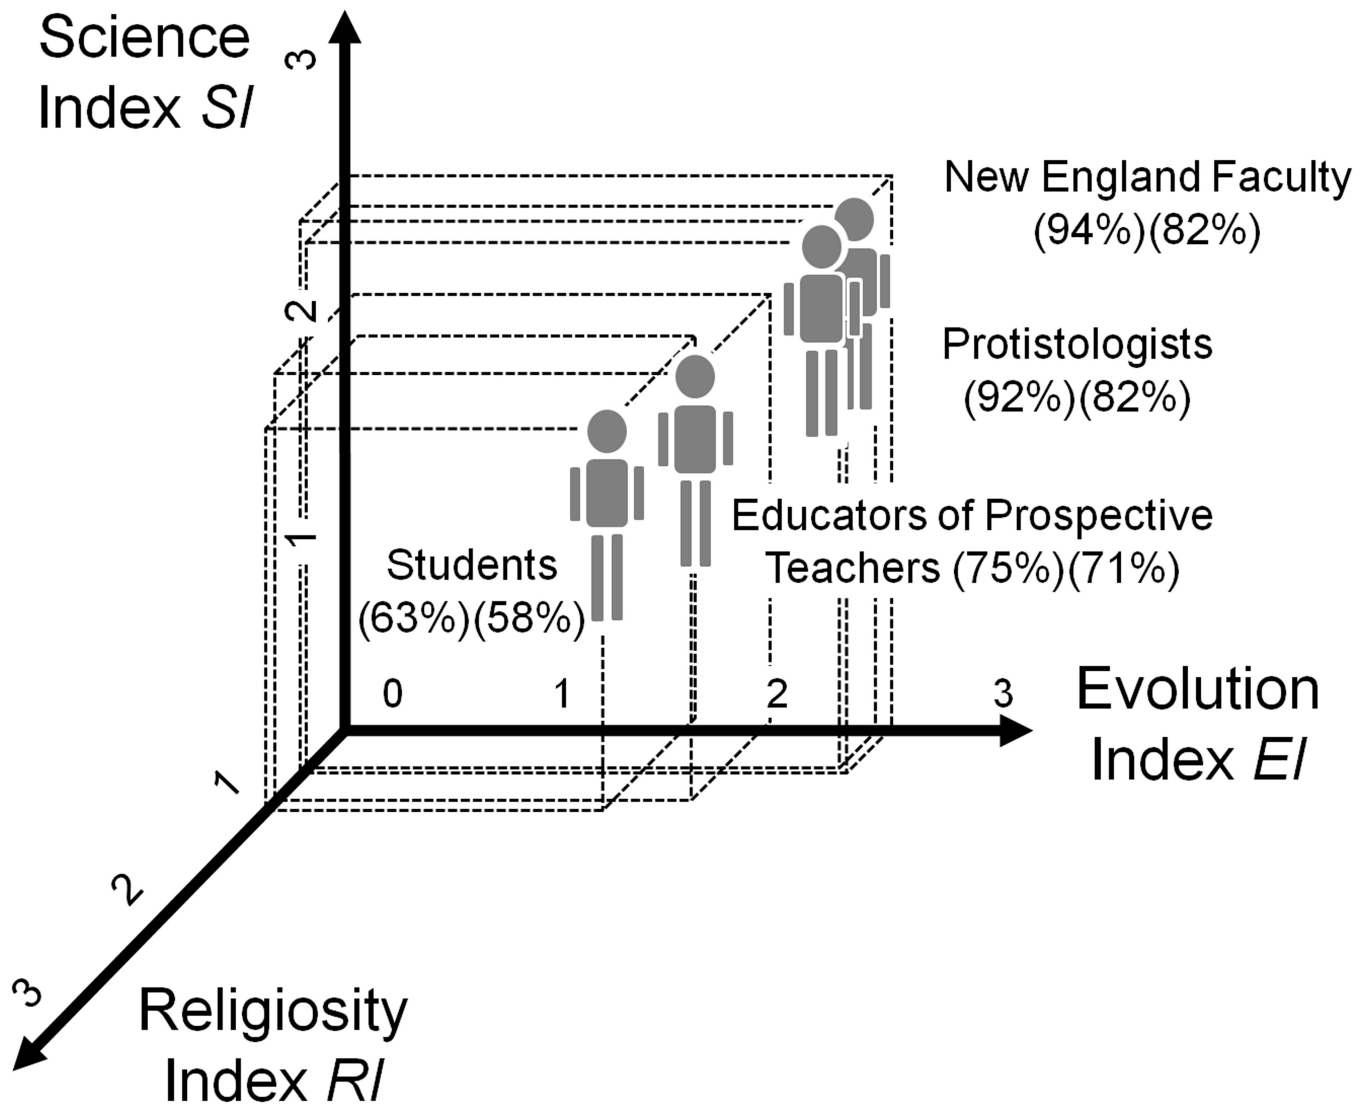 Science
Index SI
3
2
1
New England Faculty
(94%)(82%)
Protistologists
(92%)(82%)
Educators of Prospective
Teachers (75%)(71%)
Students
(63%)(58%)
0 1 2 3
Evolution
Index EI
1
2
3
Religiosity
Index RI